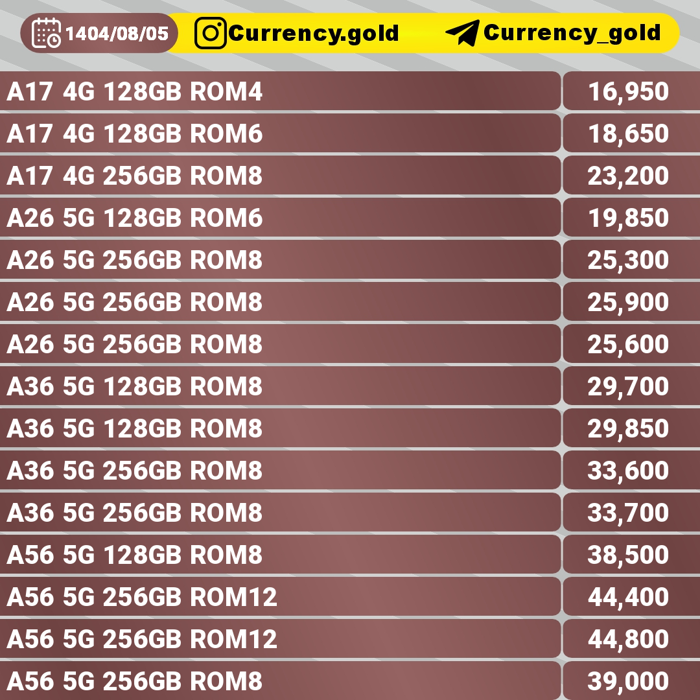 1404/08/05 Currency.gold Currency_gold
A17 4G 128GB ROM4 16,950
A17 4G 128GB ROM6 18,650
A17 4G 256GB ROM8 23,200
A26 5G 128GB ROM6 19,850
A26 5G 256GB ROM8 25,300
A26 5G 256GB ROM8 25,900
A26 5G 256GB ROM8 25,600
A36 5G 128GB ROM8 29,700
A36 5G 128GB ROM8 29,850
A36 5G 256GB ROM8 33,600
A36 5G 256GB ROM8 33,700
A56 5G 128GB ROM8 38,500
A56 5G 256GB ROM12 44,400
A56 5G 256GB ROM12 44,800
A56 5G 256GB ROM8 39,000